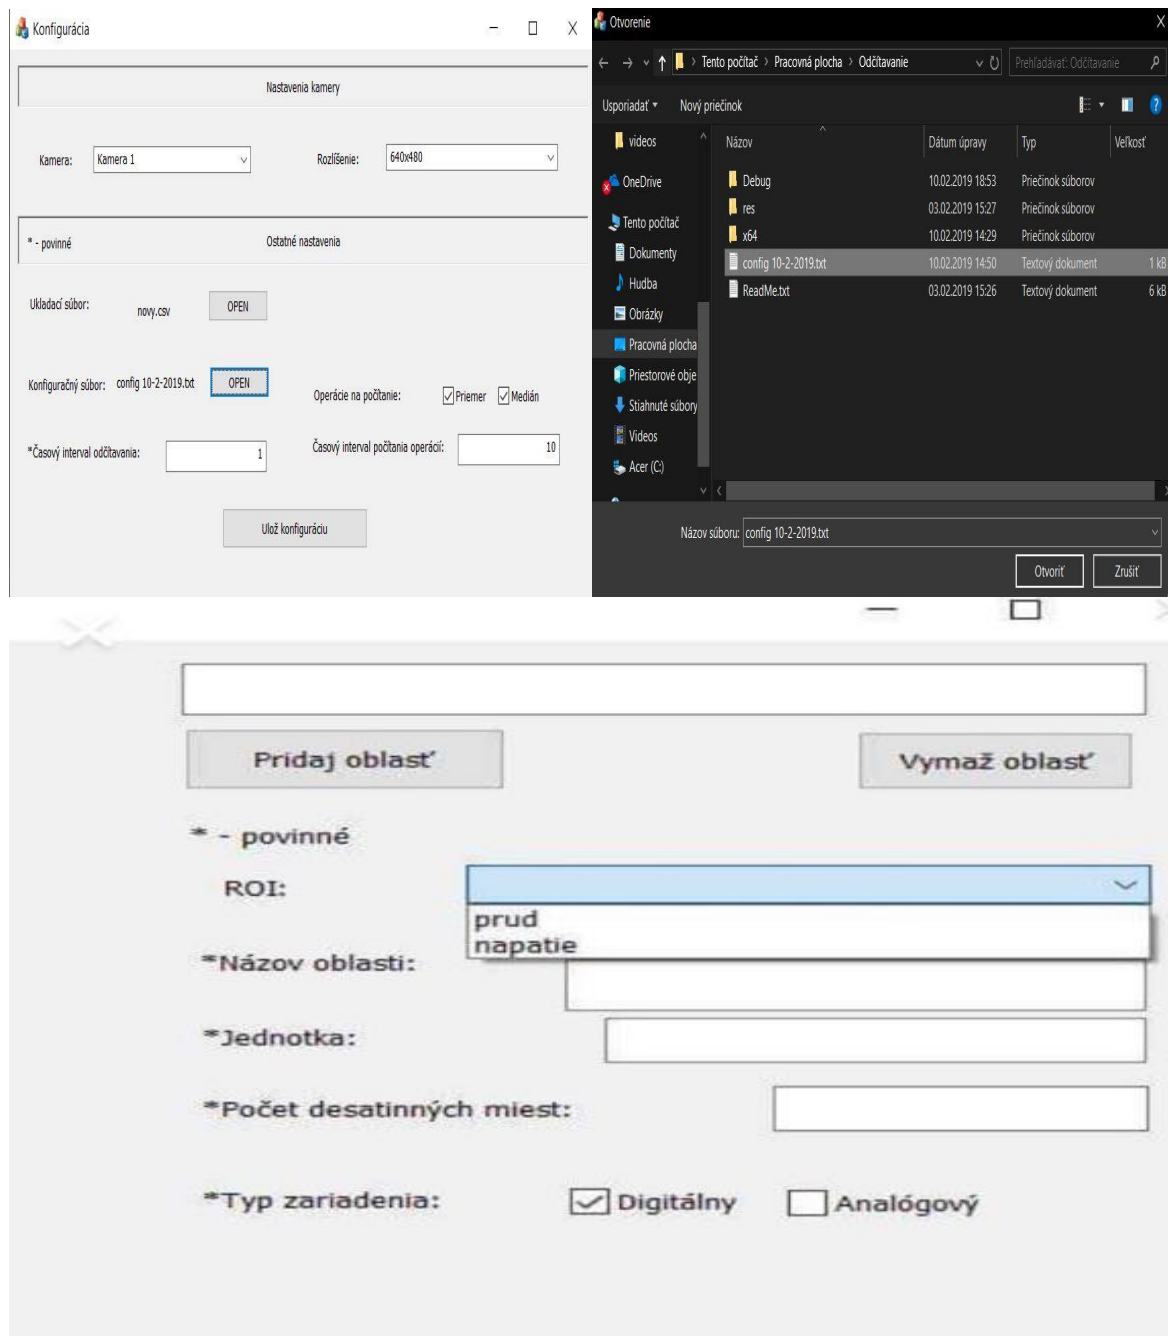 Konfigurácia
Nastavenia kamery
Kamera: Kamera 1 Rozlíšenie: 640x480
* - povinné Ostatné nastavenia
Ukladací súbor: novy.csv OPEN
Konfiguračný súbor: config 10-2-2019.txt OPEN
Operácie na počítanie: Priemer Medián
*Časový interval odčítavania: 1 Časový interval počítania operácií: 10
Ulož konfiguráciu
Otvorenie
Tento počítač > Pracovná plocha > Odčítavanie Prehľadávať: Odčítavanie
Usporiadať Nový priečinok
videos
OneDrive
Tento počítač
Dokumenty
Hudba
Obrázky
Pracovná plocha
Priestorové obje
Stiahnuté súbory
Videos
Acer (C:)
Názov Dátum úpravy Typ Veľkosť
Debug 10.02.2019 18:53 Priečinok súborov
res 03.02.2019 15:27 Priečinok súborov
x64 10.02.2019 14:29 Priečinok súborov
config 10-2-2019.txt 10.02.2019 14:50 Textový dokument 1 kB
ReadMe.txt 03.02.2019 15:26 Textový dokument 6 kB
Názov súboru: config 10-2-2019.txt
Otvoriť Zrušiť
Pridaj oblasť Vymaž oblasť
* - povinné
ROI:
prud
napatie
*Názov oblasti:
*Jednotka:
*Počet desatinných miest:
*Typ zariadenia: Digitálny Analógový